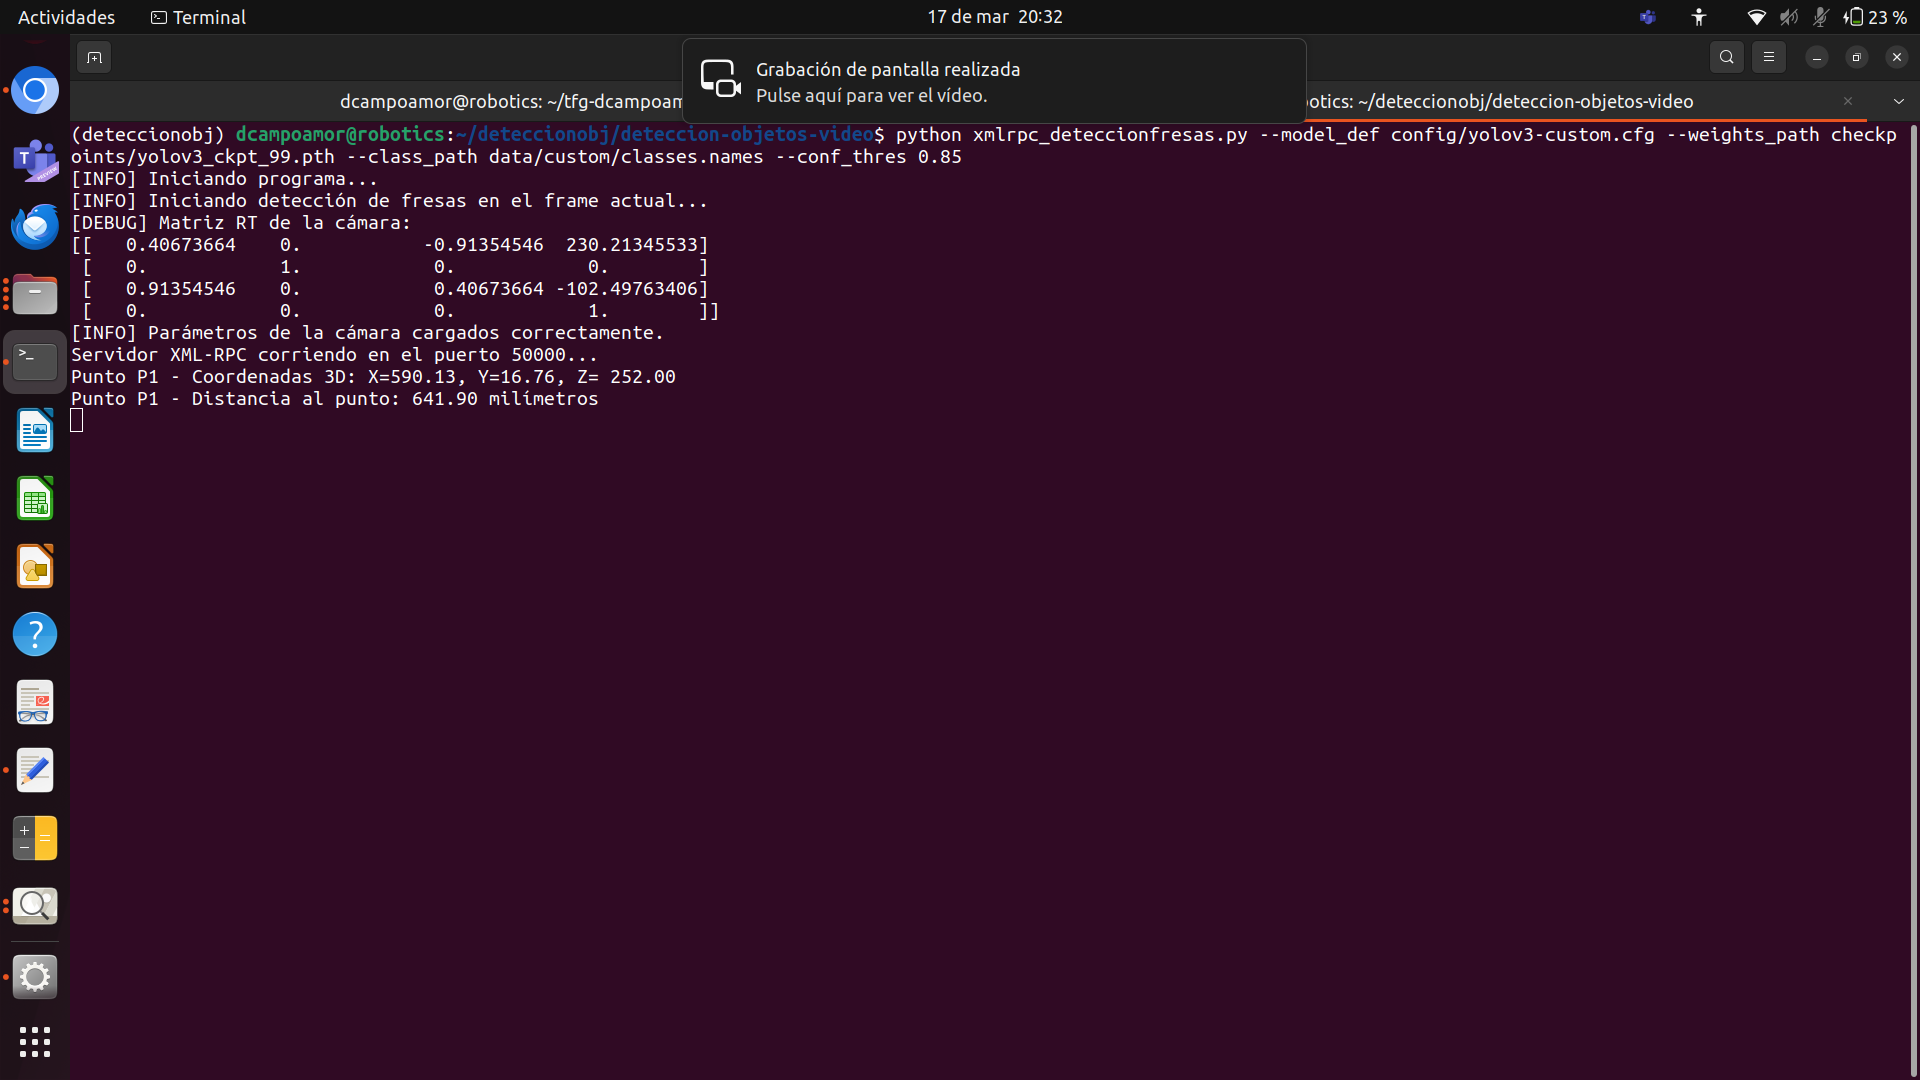 Actividades Terminal 17 de mar 20:32 23 %
Grabación de pantalla realizada
Pulse aquí para ver el vídeo.
dcampoamor@robotics: ~/tfg-dcampoam otics: ~/deteccionobj/deteccion-objetos-video
(deteccionobj) dcampoamor@robotics:~/deteccionobj/deteccion-objetos-video$ python xmlrpc_deteccionfresas.py --model_def config/yolov3-custom.cfg --weights_path checkp
oints/yolov3_ckpt_99.pth --class_path data/custom/classes.names --conf_thres 0.85
[INFO] Iniciando programa...
[INFO] Iniciando detección de fresas en el frame actual...
[DEBUG] Matriz RT de la cámara:
[[ 0.40673664 0. -0.91354546 230.21345533]
[ 0. 1. 0. 0. ]
[ 0.91354546 0. 0.40673664 -102.49763406]
[ 0. 0. 0. 1. ]]
[INFO] Parámetros de la cámara cargados correctamente.
Servidor XML-RPC corriendo en el puerto 50000...
Punto P1 - Coordenadas 3D: X=590.13, Y=16.76, Z= 252.00
Punto P1 - Distancia al punto: 641.90 milímetros